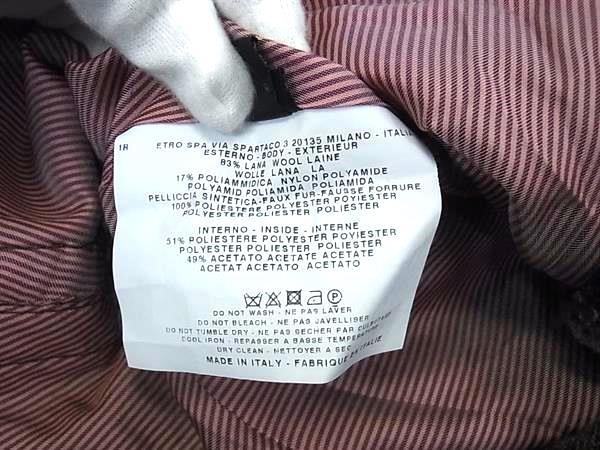 18
ETRO SPA VIA SPARTACO 3 20135 MILANO - ITALIE
ESTERNO - BODY - EXTERIEUR
83% LANA WOOL LAINE
WOLLE LANA LA
17% POLIAMMIDICA NYLON POLYAMIDE
POLYAMID POLIAMIDA POLIAMIDA
PELLICCIA SINTETICA-FAUX FUR-FAUSSE FORRURE
100% POLIESTERE POLYESTER POYIESTER
POLYESTER POLIESTER POLIESTER
INTERNO - INSIDE - INTERNE
51% POLIESTERE POLYESTER POYIESTER
POLYESTER POLIESTER POLIESTER
49% ACETATO ACETATE ACETATE
ACETAT ACETATO ACETATO
DO NOT WASH - NE PAS LAVER
DO NOT BLEACH - NE PAS JAVELLISER
DO NOT TUMBLE DRY - NE PAS SECHER PAR
COOL IRON - REPASSER A BASSE TEMPERATURE
DRY CLEAN - NETTOYER A SEC
MADE IN ITALY - FABRIQUE EN ITALIE